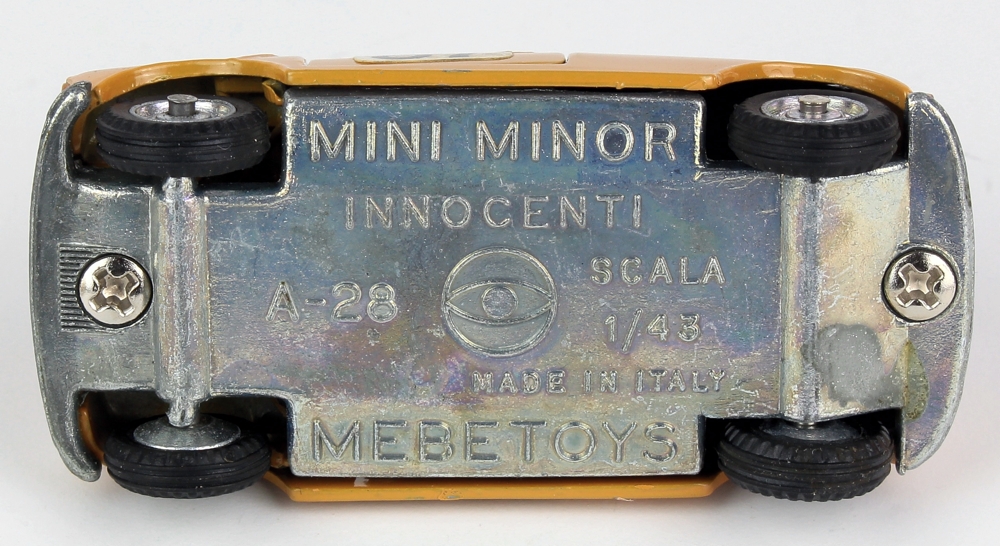 MINI MINOR
INNOCENTI
A-28
SCALA
1/43
MADE IN ITALY
MEBETOYS